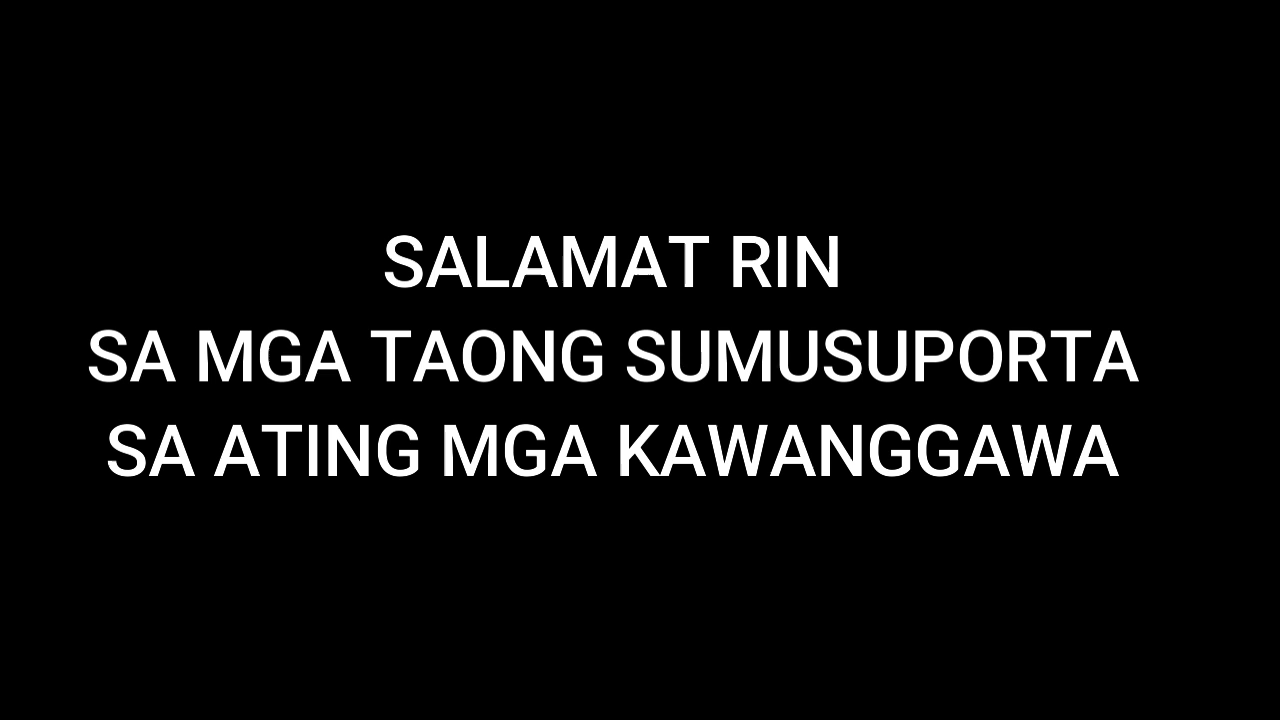 SALAMAT RIN
SA MGA TAONG SUMUSUPORTA
SA ATING MGA KAWANGGAWA